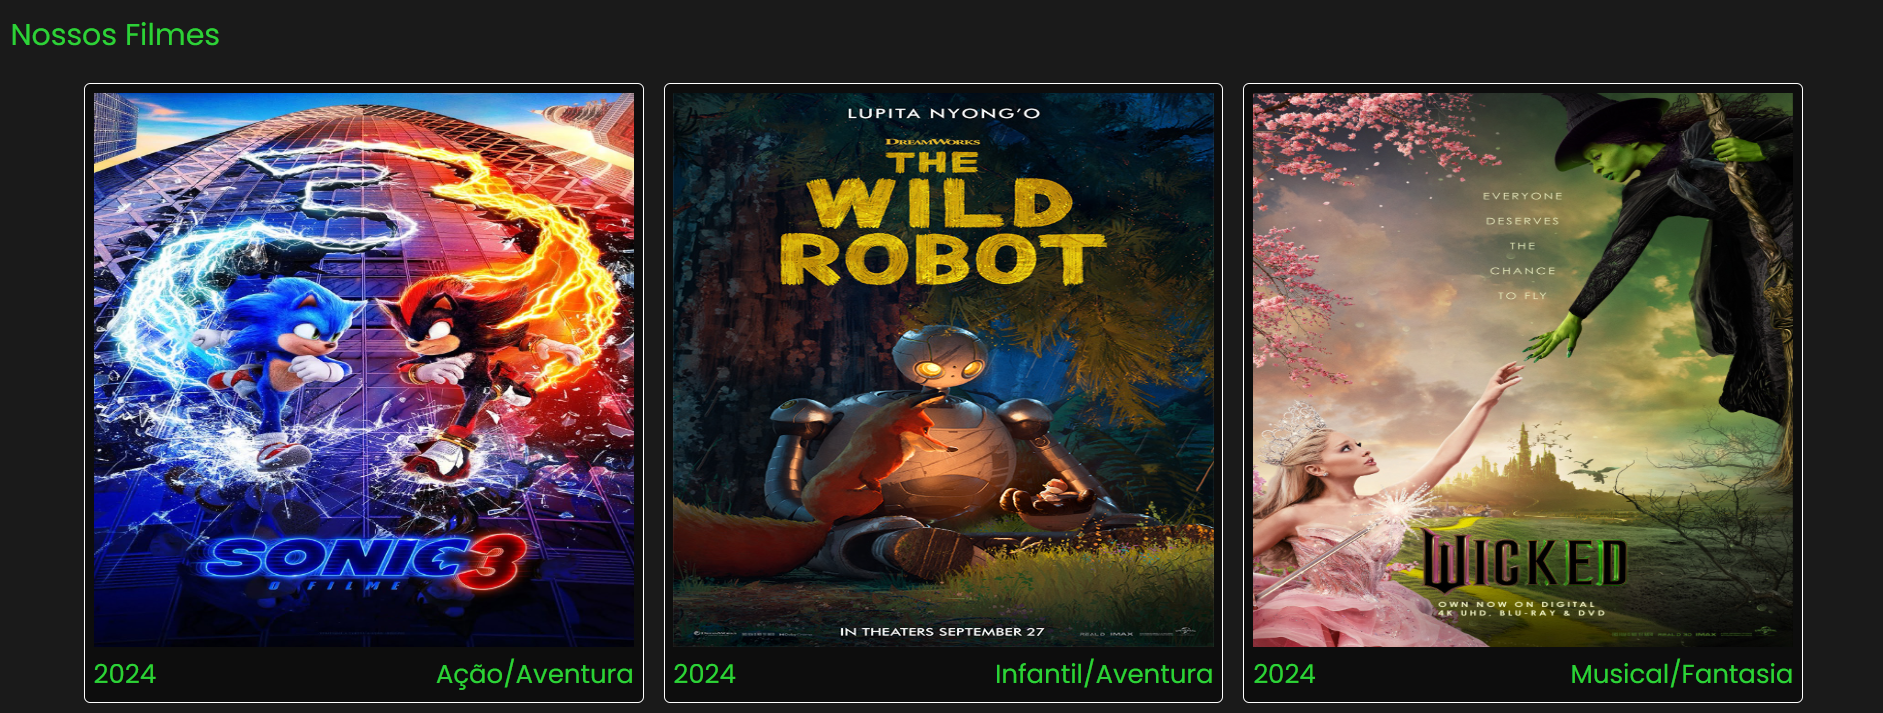 Nossos Filmes
SONIC 3
O FILME
2024 Ação/Aventura
LUPITA NYONG'O
DREAMWORKS
THE
WILD
ROBOT
IN THEATERS SEPTEMBER 27
2024 Infantil/Aventura
EVERYONE
DESERVES
THE
CHANCE
TO FLY
WICKED
OWN NOW ON DIGITAL
4K UHD, BLU-RAY & DVD
2024 Musical/Fantasia